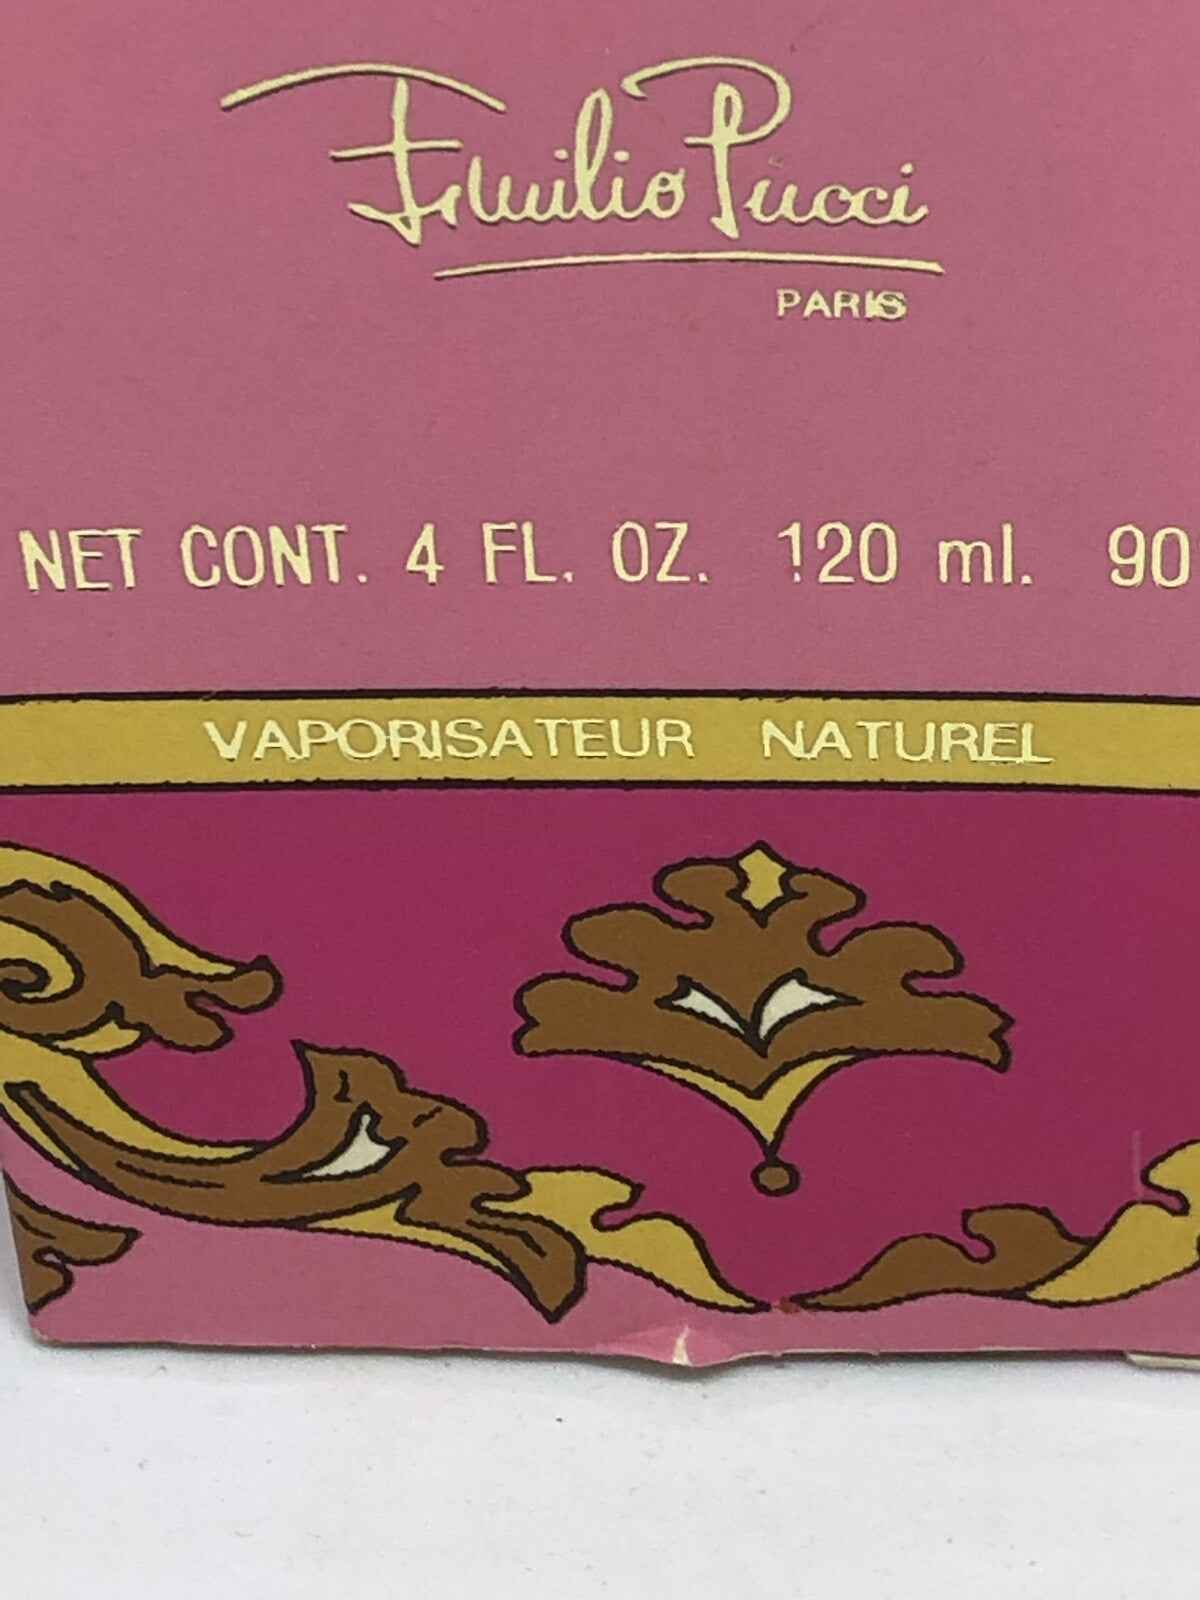 Emilio Pucci
PARIS
NET CONT. 4 FL. OZ. 120 ml. 90
VAPORISATEUR NATUREL